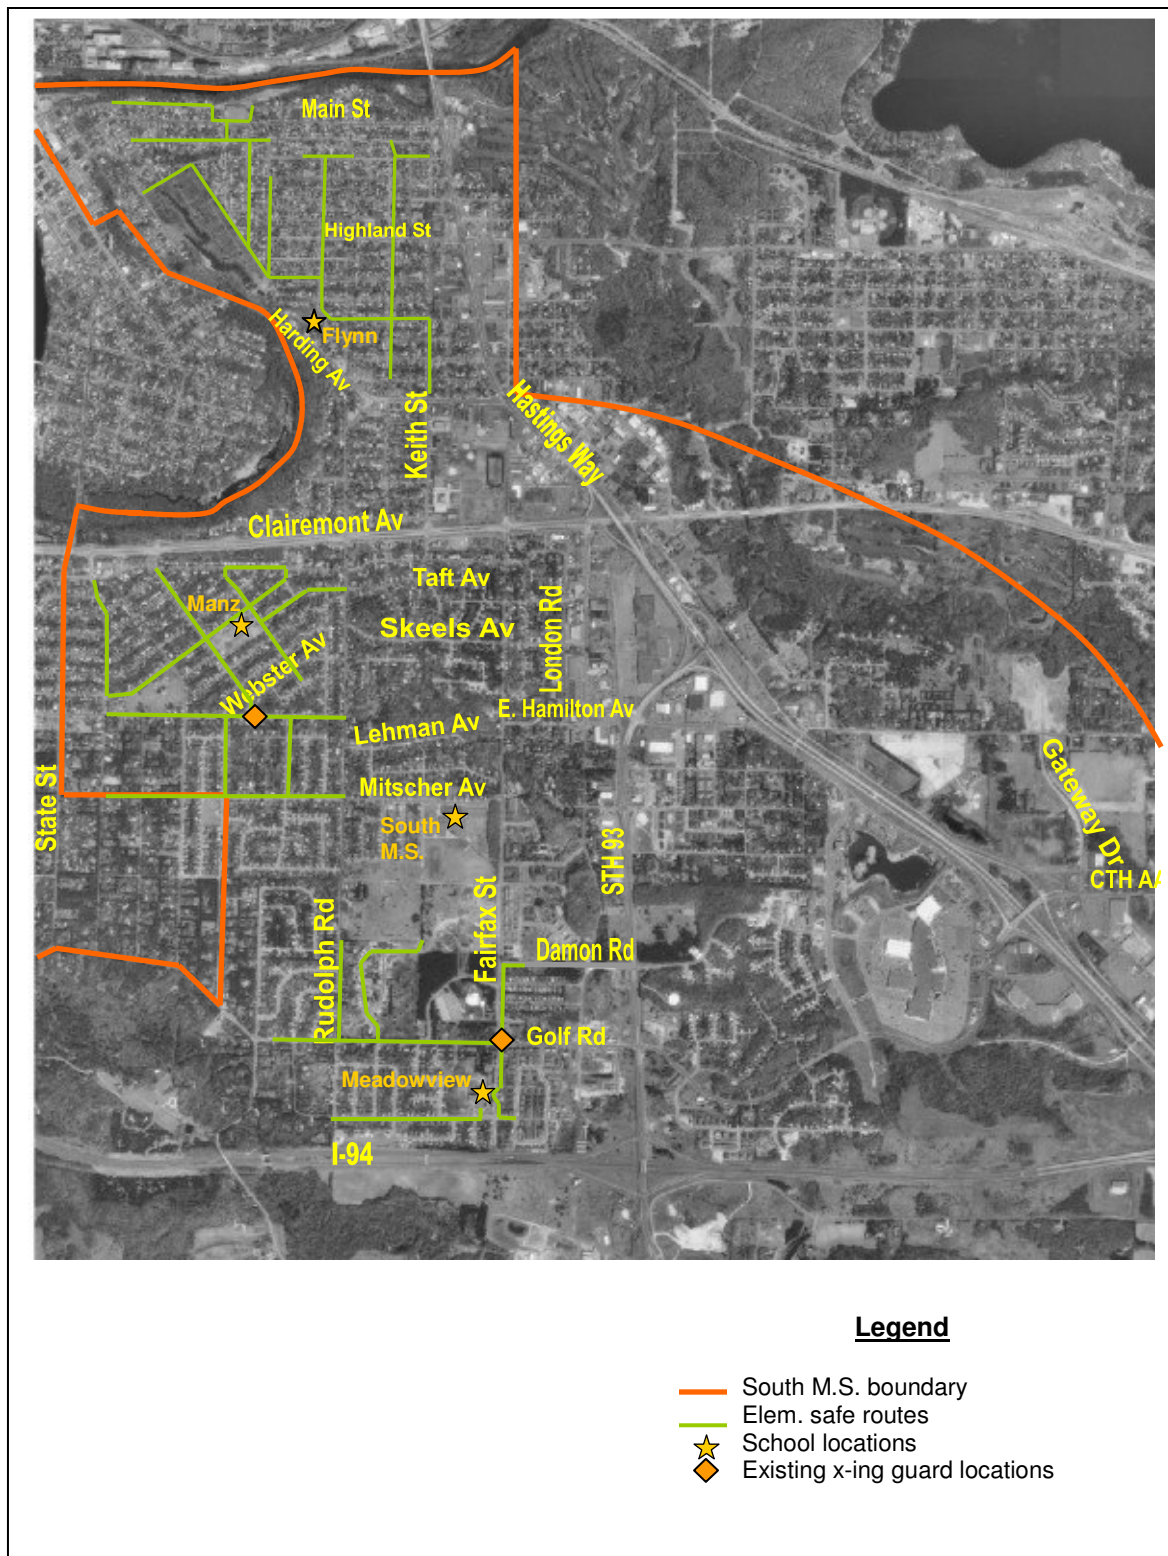 Main St
Highland St
Flynn
Harding Av
Hastings Way
Keith St
Clairemont Av
Taft Av
Manz
Skeels Av
London Rd
Webster Av
E. Hamilton Av
Lehman Av
Gateway Dr
State St
Mitscher Av
South
M.S.
STH 93
CTH AA
Fairfax St
Rudolph Rd
Damon Rd
Golf Rd
Meadowview
I-94
Legend
South M.S. boundary
Elem. safe routes
School locations
Existing x-ing guard locations